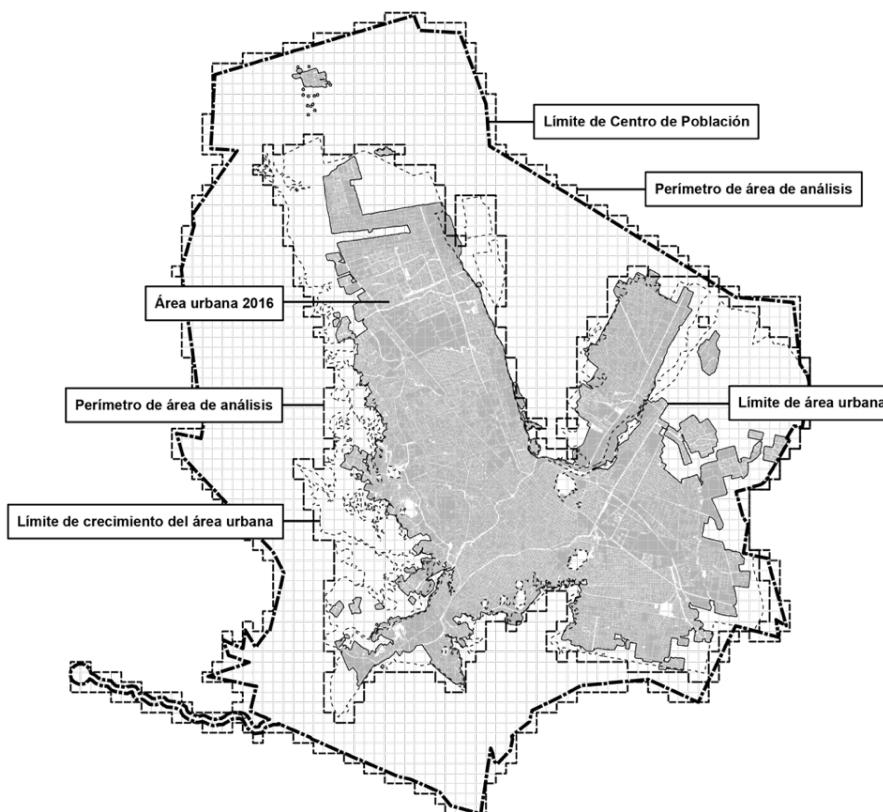 Límite de Centro de Población
Perímetro de área de análisis
Área urbana 2016
Perímetro de área de análisis
Límite de área urbana
Límite de crecimiento del área urbana